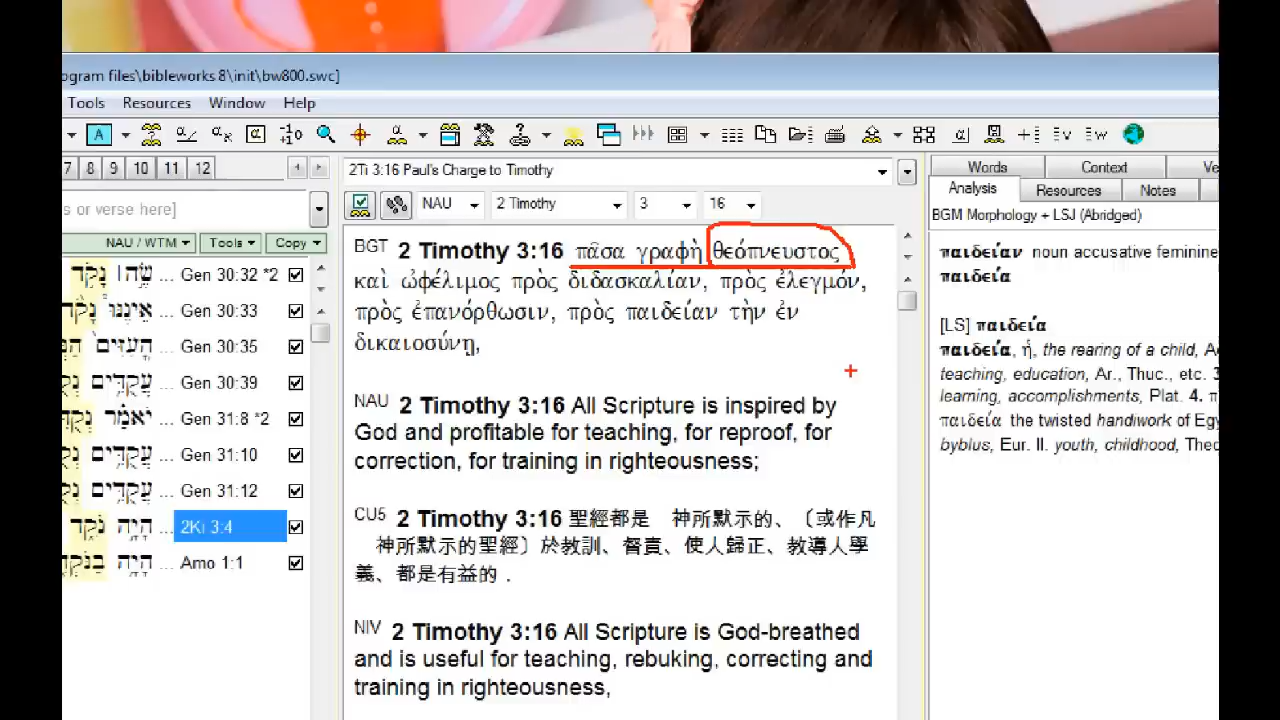 ogram files\bibleworks 8\init\bw800.swc]
Tools Resources Window Help
7 8 9 10 11 12
s or verse here]
NAU / WTM Tools Copy
... Gen 30:32 *2
... Gen 30:33
... Gen 30:35
... Gen 30:39
... Gen 31:8 *2
... Gen 31:10
... Gen 31:12
... 2Ki 3:4
... Amo 1:1
2Ti 3:16 Paul's Charge to Timothy
NAU 2 Timothy 3 16
BGT 2 Timothy 3:16 πᾶσα γραφὴ θεόπνευστος
καὶ ὠφέλιμος πρὸς διδασκαλίαν, πρὸς ἐλεγμόν,
πρὸς ἐπανόρθωσιν, πρὸς παιδείαν τὴν ἐν
δικαιοσύνῃ,
NAU 2 Timothy 3:16 All Scripture is inspired by
God and profitable for teaching, for reproof, for
correction, for training in righteousness;
CU5 2 Timothy 3:16 聖經都是　神所默示的、〔或作凡
神所默示的聖經〕於教訓、督責、使人歸正、教導人學
義、都是有益的．
NIV 2 Timothy 3:16 All Scripture is God-breathed
and is useful for teaching, rebuking, correcting and
training in righteousness,
Words Context Ve
Analysis Resources Notes
BGM Morphology + LSJ (Abridged)
παιδείαν noun accusative feminine
παιδεία
[LS] παιδεία
παιδεία, ἡ, the rearing of a child, A
teaching, education, Ar., Thuc., etc. 3
learning, accomplishments, Plat. 4. π
παιδεία the twisted handiwork of Eg
byblus, Eur. II. youth, childhood, Theo